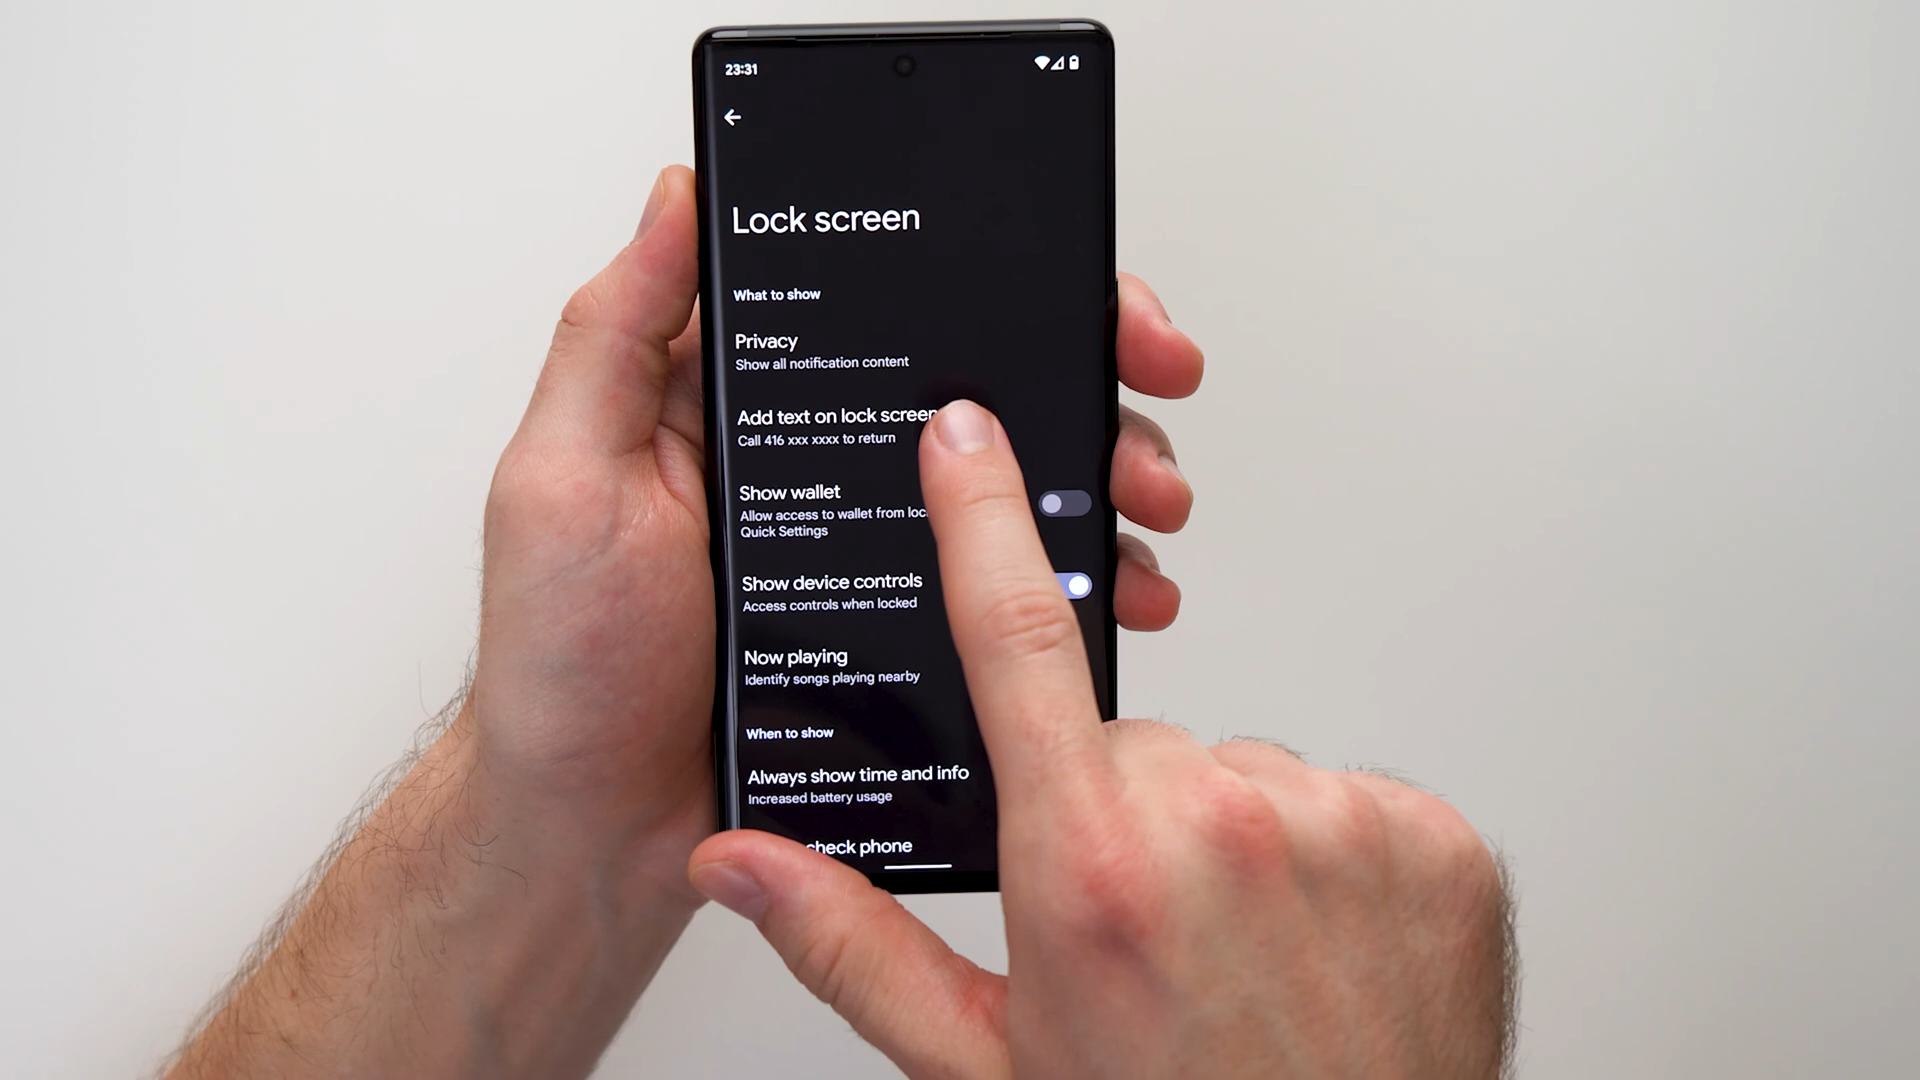 23:31
Lock screen
What to show
Privacy
Show all notification content
Add text on lock screen
Call 416 xxx xxxx to return
Show wallet
Allow access to wallet from
Quick Settings
Show device controls
Access controls when locked
Now playing
Identify songs playing nearby
When to show
Always show time and info
Increased battery usage
check phone